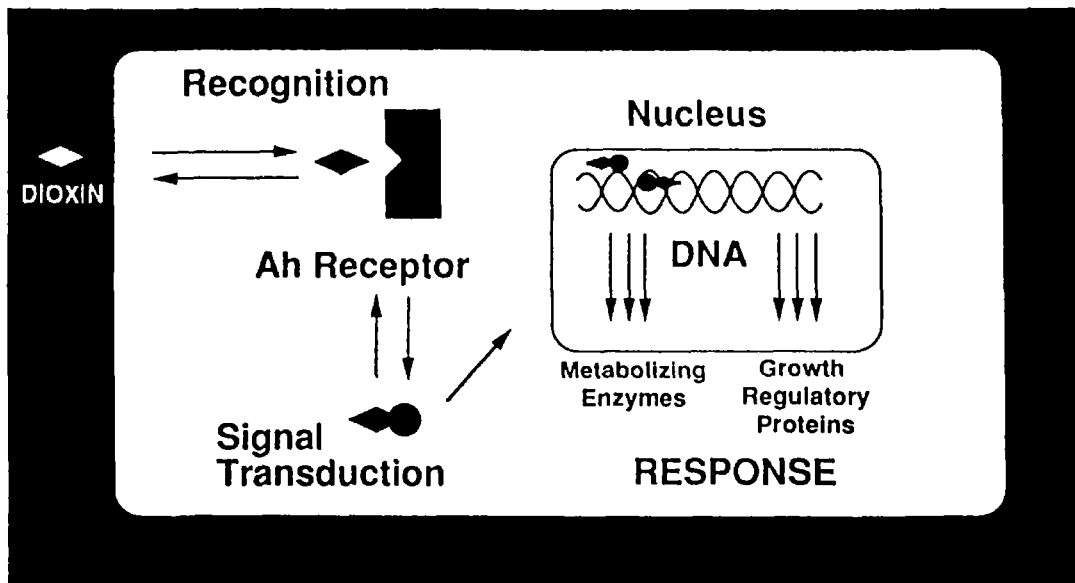 Recognition
DIOXIN
Ah Receptor
Signal
Transduction
Nucleus
DNA
Metabolizing
Enzymes
Growth
Regulatory
Proteins
RESPONSE